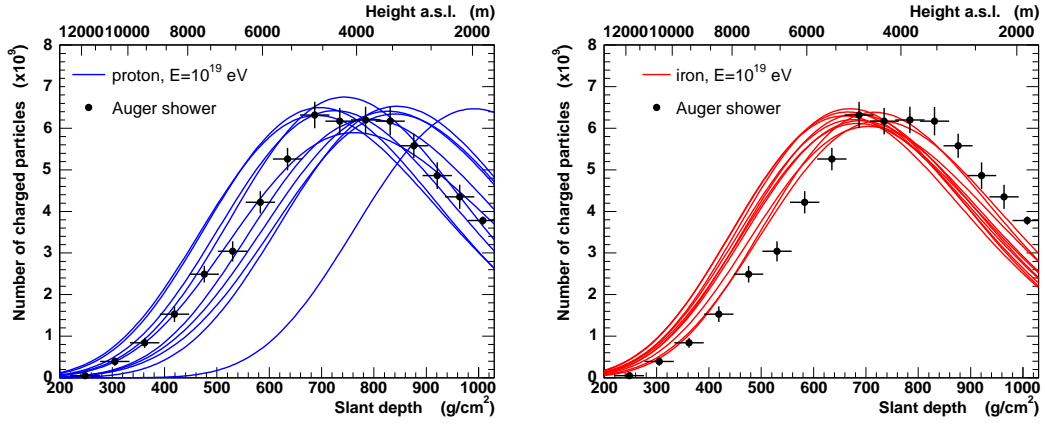 Height a.s.l. (m)
12000 10000 8000 6000 4000 2000
Number of charged particles (x10⁹)
8
7
6
5
4
3
2
1
0
proton, E=10¹⁹ eV
Auger shower
200 300 400 500 600 700 800 900 1000
Slant depth (g/cm²)
Height a.s.l. (m)
12000 10000 8000 6000 4000 2000
Number of charged particles (x10⁹)
8
7
6
5
4
3
2
1
0
iron, E=10¹⁹ eV
Auger shower
200 300 400 500 600 700 800 900 1000
Slant depth (g/cm²)